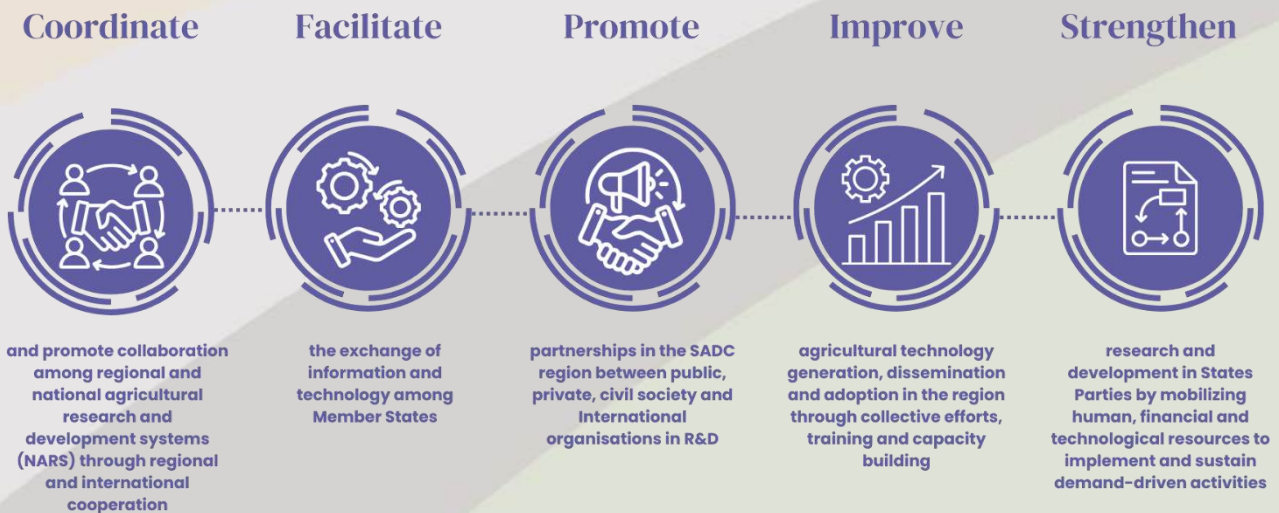 Coordinate
and promote collaboration
among regional and
national agricultural
research and
development systems
(NARS) through regional
and international
cooperation
Facilitate
the exchange of
information and
technology among
Member States
Promote
partnerships in the SADC
region between public,
private, civil society and
International
organisations in R&D
Improve
agricultural technology
generation, dissemination
and adoption in the region
through collective efforts,
training and capacity
building
Strengthen
research and
development in States
Parties by mobilizing
human, financial and
technological resources to
implement and sustain
demand-driven activities